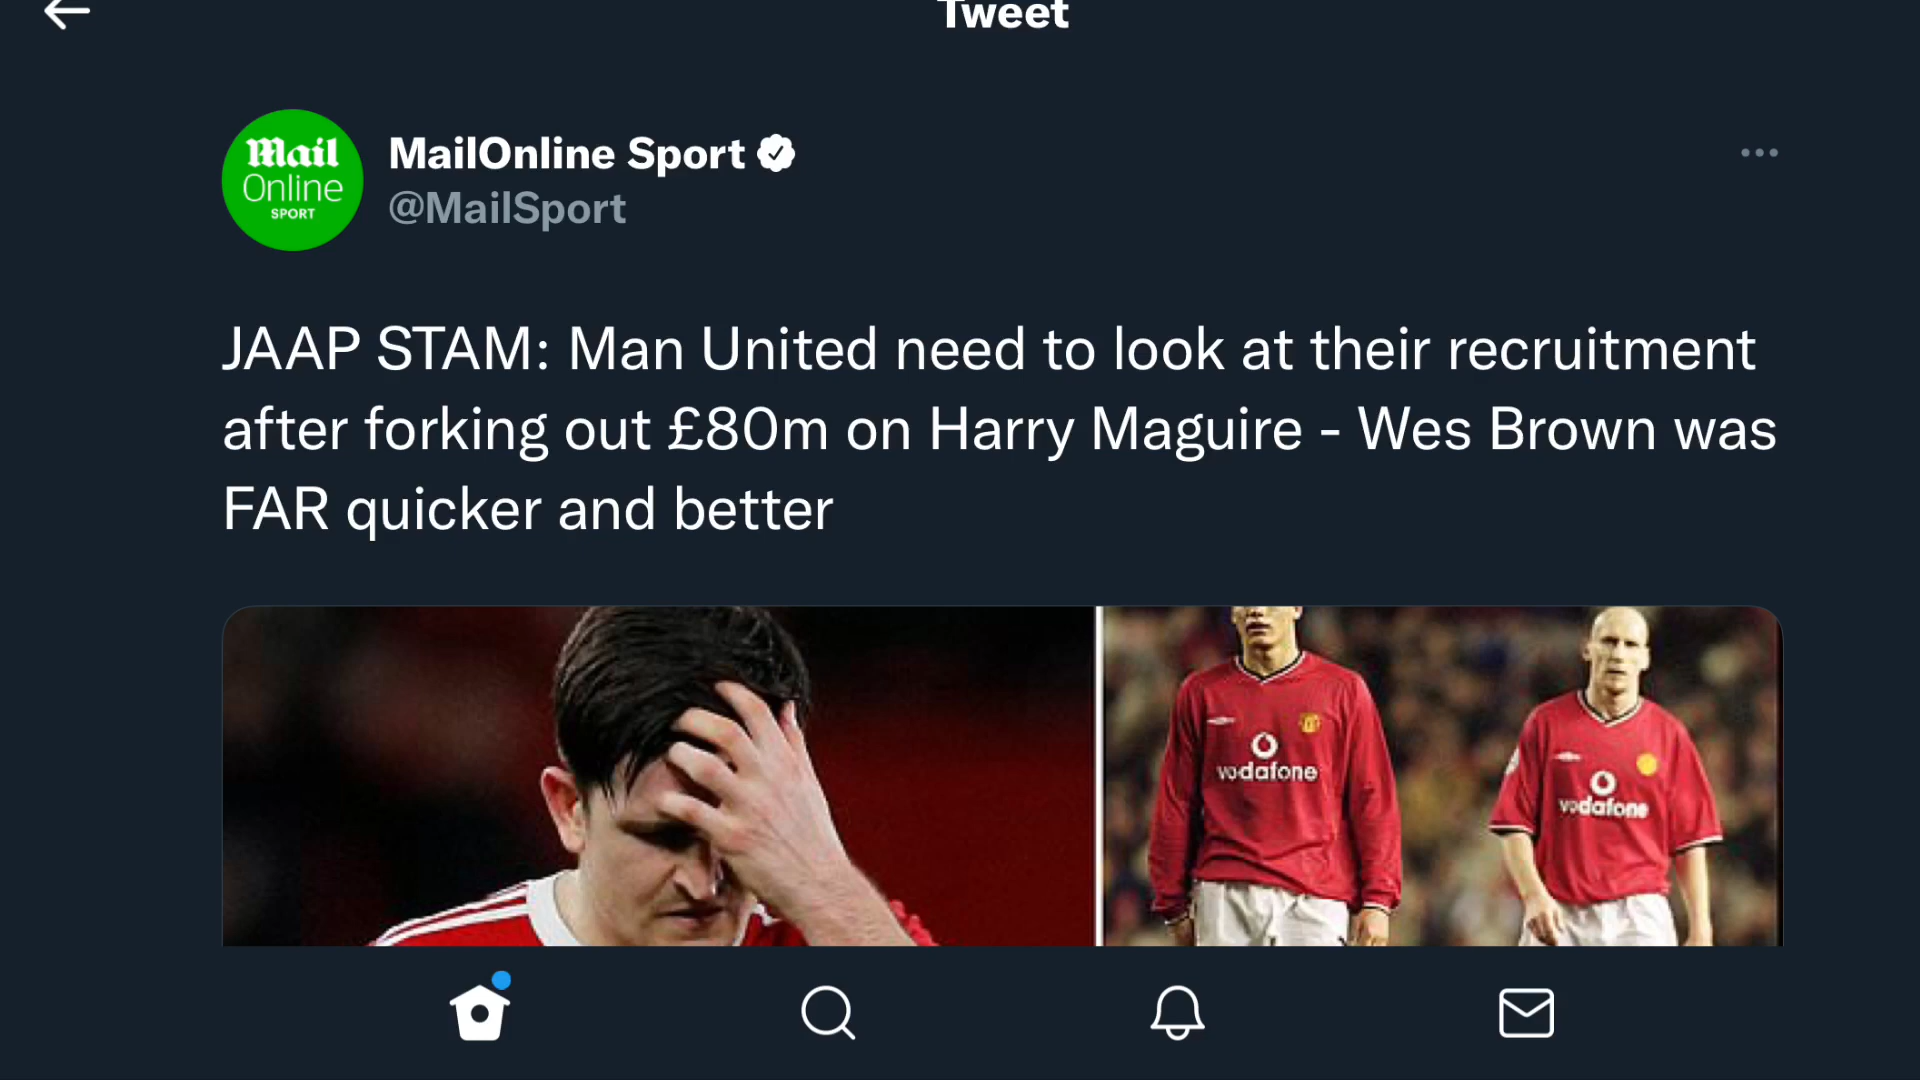 Tweet
Mail
Online
SPORT
MailOnline Sport
@MailSport
JAAP STAM: Man United need to look at their recruitment
after forking out £80m on Harry Maguire - Wes Brown was
FAR quicker and better
vodafone
vodafone